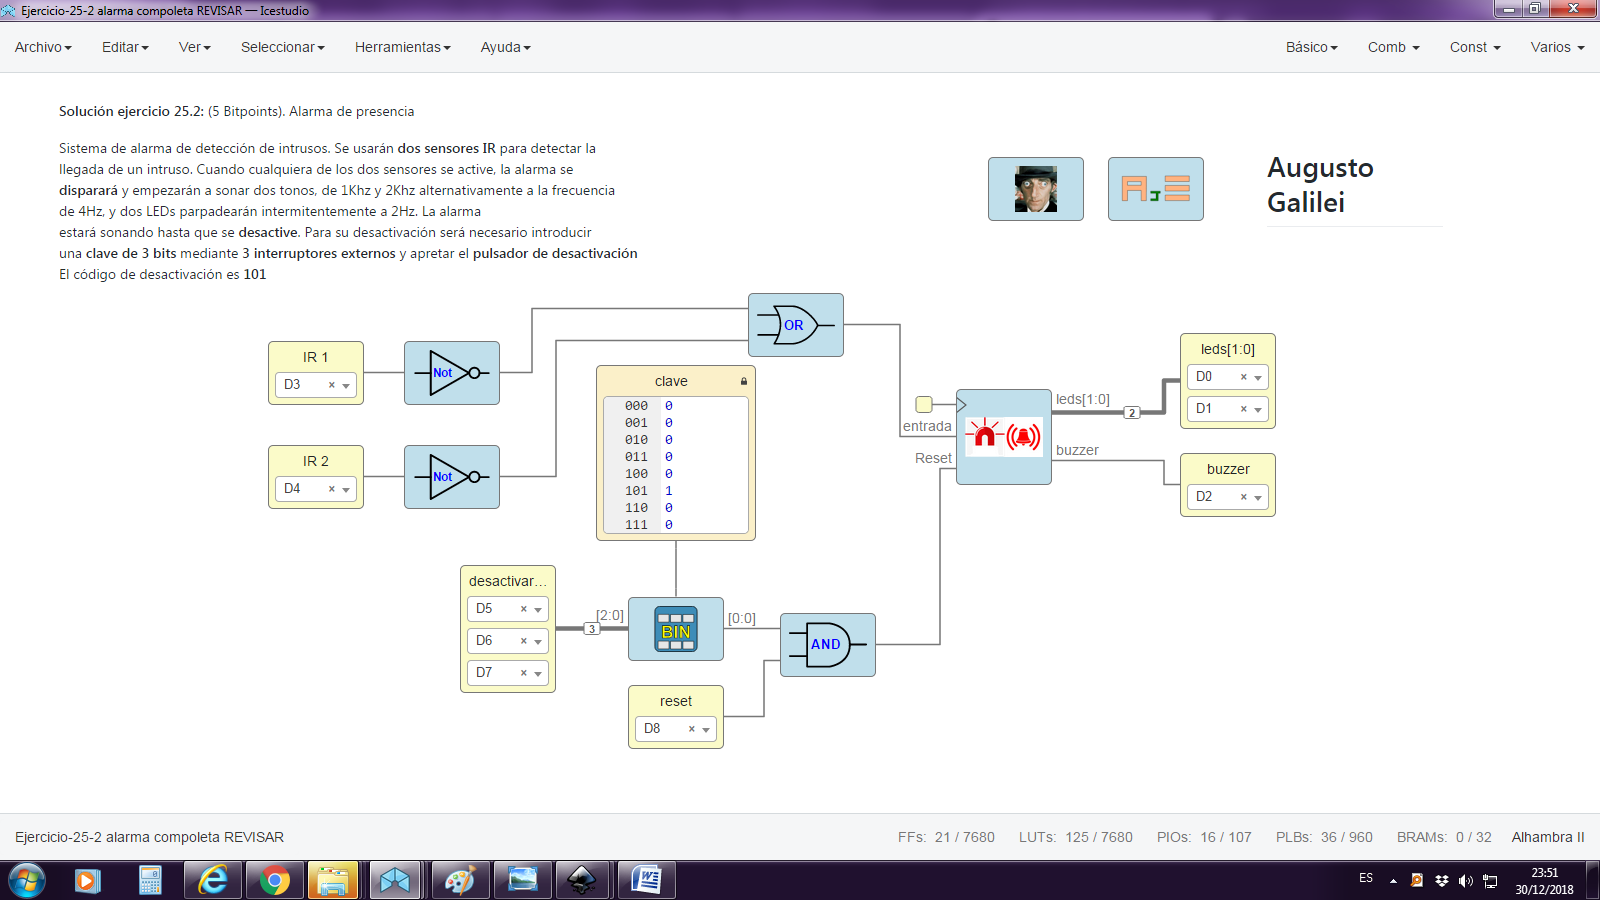 Ejercicio-25-2 alarma compoleta REVISAR — Icestudio
Archivo Editar Ver Seleccionar Herramientas Ayuda Básico Comb Const Varios
Solución ejercicio 25.2: (5 Bitpoints). Alarma de presencia
Sistema de alarma de detección de intrusos. Se usarán dos sensores IR para detectar la
llegada de un intruso. Cuando cualquiera de los dos sensores se active, la alarma se
disparará y empezarán a sonar dos tonos, de 1Khz y 2Khz alternativamente a la frecuencia
de 4Hz, y dos LEDs parpadearán intermitentemente a 2Hz. La alarma
estará sonando hasta que se desactive. Para su desactivación será necesario introducir
una clave de 3 bits mediante 3 interruptores externos y apretar el pulsador de desactivación
El código de desactivación es 101
Augusto
Galilei
IR 1
D3
Not
OR
IR 2
D4
Not
clave
000 0
001 0
010 0
011 0
100 0
101 1
110 0
111 0
entrada
Reset
leds[1:0]
2
buzzer
leds[1:0]
D0
D1
buzzer
D2
desactivar...
D5
D6
D7
3
[2:0]
BIN
[0:0]
AND
reset
D8
Ejercicio-25-2 alarma compoleta REVISAR
FFs: 21 / 7680 LUTs: 125 / 7680 PIOs: 16 / 107 PLBs: 36 / 960 BRAMs: 0 / 32 Alhambra II
ES
23:51
30/12/2018